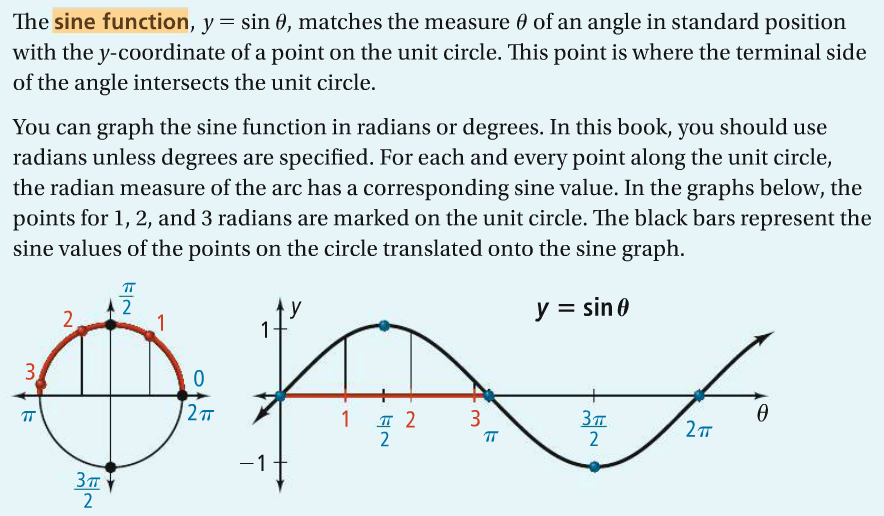 The sine function, y = sin θ, matches the measure θ of an angle in standard position
with the y-coordinate of a point on the unit circle. This point is where the terminal side
of the angle intersects the unit circle.
You can graph the sine function in radians or degrees. In this book, you should use
radians unless degrees are specified. For each and every point along the unit circle,
the radian measure of the arc has a corresponding sine value. In the graphs below, the
points for 1, 2, and 3 radians are marked on the unit circle. The black bars represent the
sine values of the points on the circle translated onto the sine graph.
π/2
2
1
3
0
π
2π
3π/2
y
y = sin θ
1
1
π/2
2
3
π
3π/2
2π
θ
−1